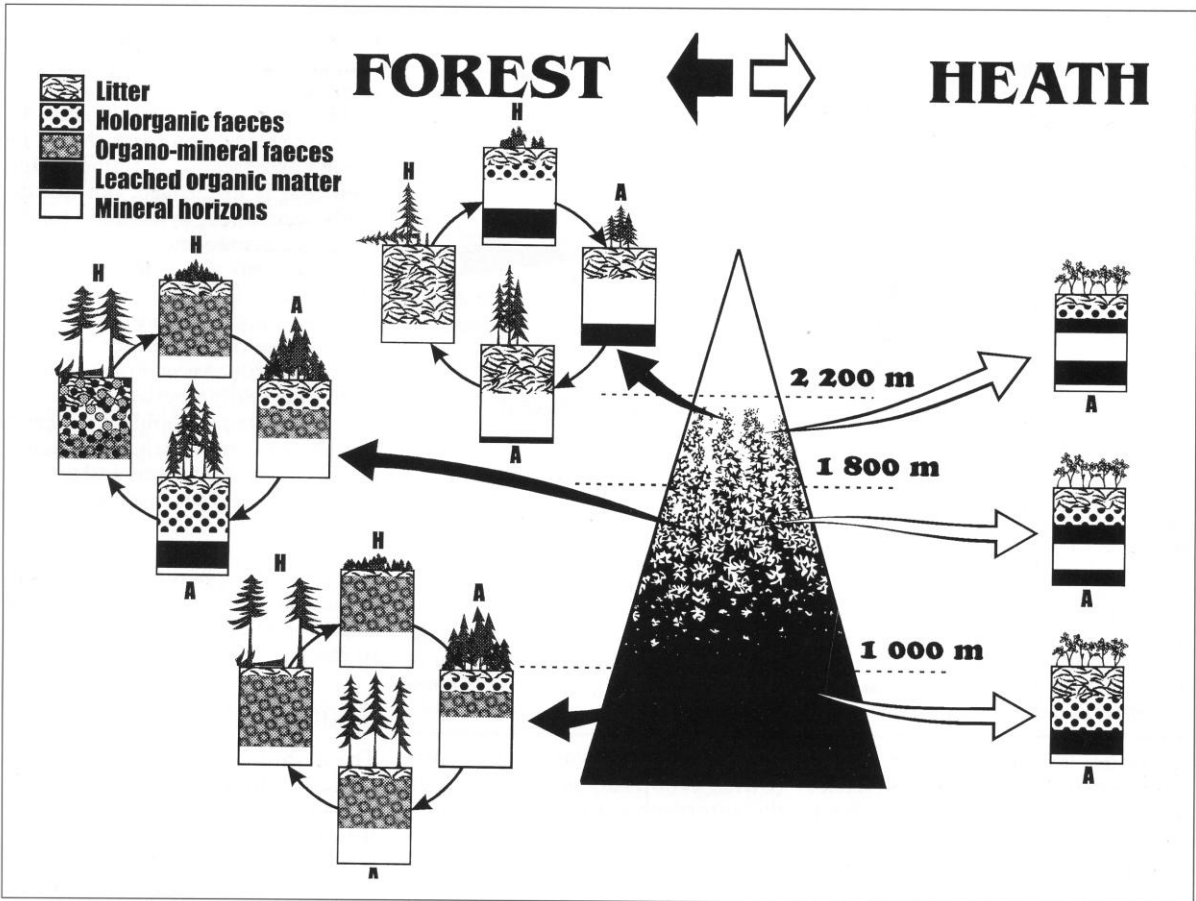 FOREST
HEATH
Litter
Holorganic faeces
Organo-mineral faeces
Leached organic matter
Mineral horizons
H
H
A
A
H
H
A
A
H
H
A
A
2 200 m
1 800 m
1 000 m
A
A
A